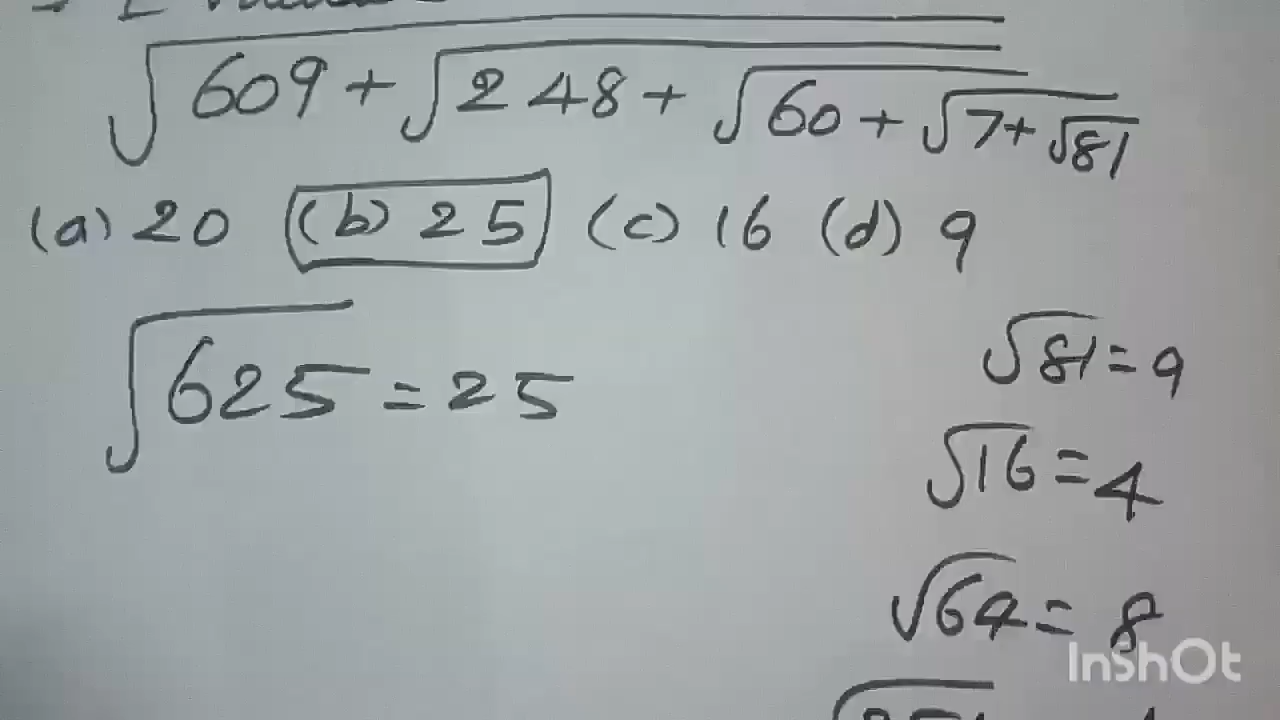 √609 + √248 + √60 + √7 + √81
(a) 20 (b) 25 (c) 16 (d) 9
√625 = 25
√81 = 9
√16 = 4
√64 = 8
InShOt